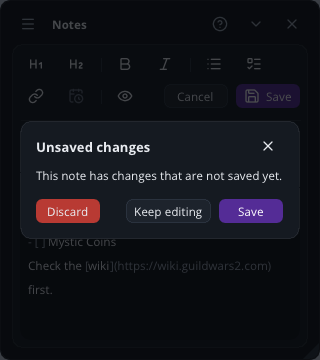 Notes
H1 H2 B I
Cancel Save
Unsaved changes
This note has changes that are not saved yet.
Discard Keep editing Save
- [ ] Mystic Coins
Check the [wiki](https://wiki.guildwars2.com)
first.